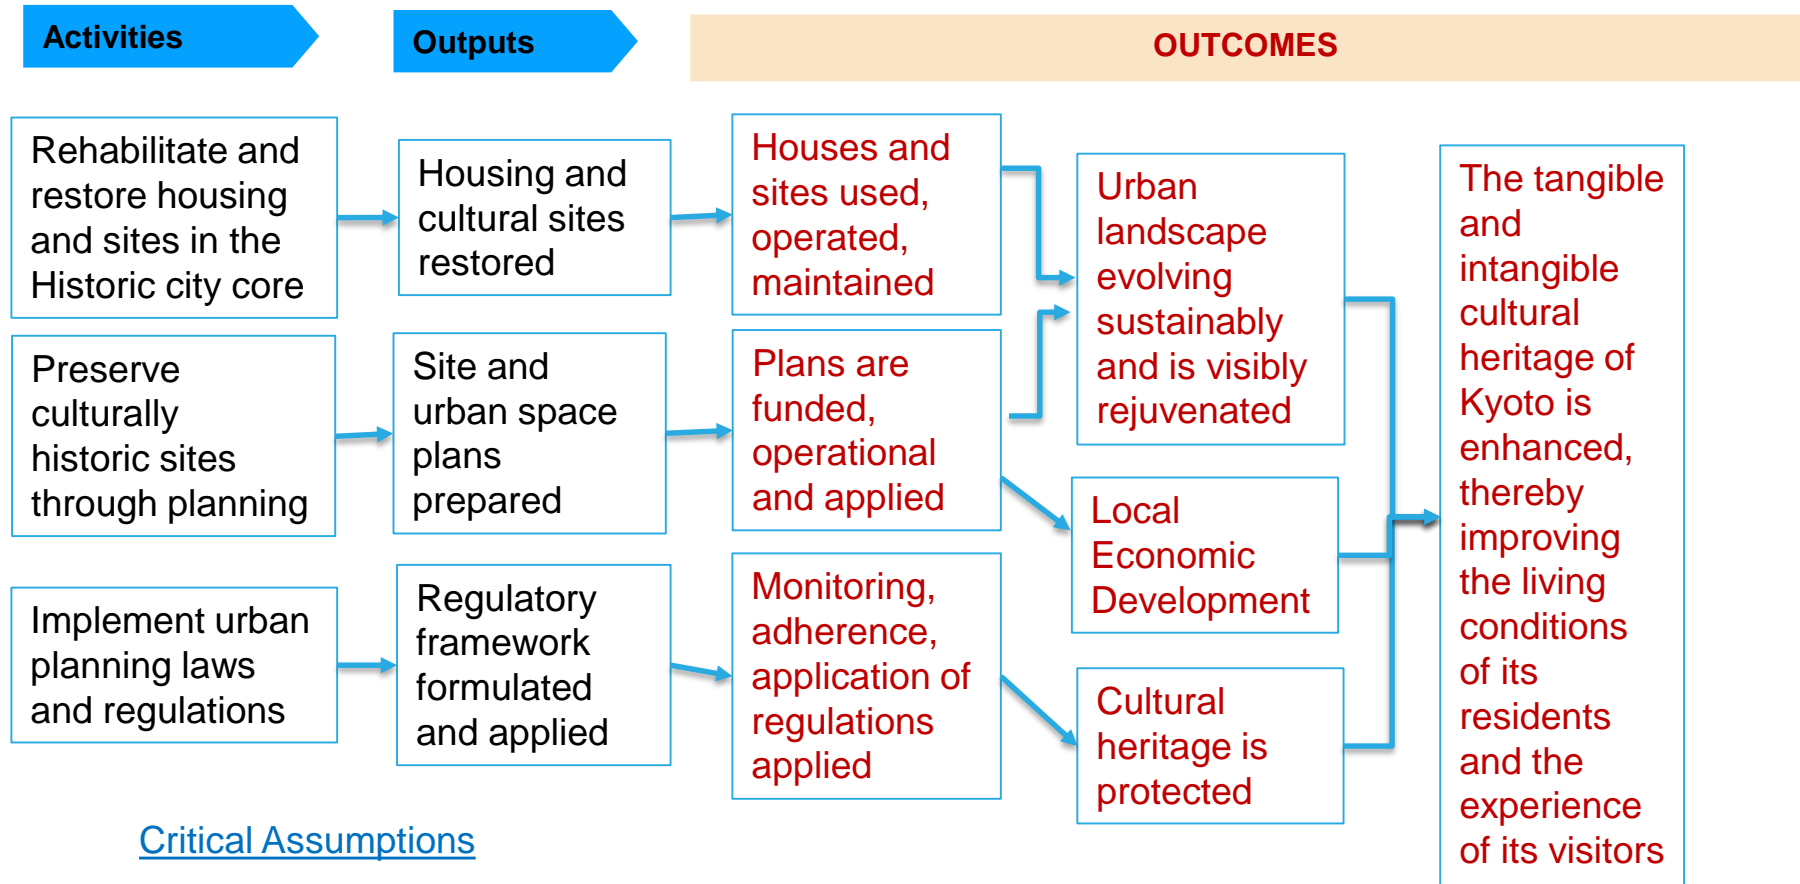 Activities
Outputs
OUTCOMES
Rehabilitate and
restore housing
and sites in the
Historic city core
Housing and
cultural sites
restored
Houses and
sites used,
operated,
maintained
Urban
landscape
evolving
sustainably
and is visibly
rejuvenated
The tangible
and
intangible
cultural
heritage of
Kyoto is
enhanced,
thereby
improving
the living
conditions
of its
residents
and the
experience
of its visitors
Preserve
culturally
historic sites
through planning
Site and
urban space
plans
prepared
Plans are
funded,
operational
and applied
Local
Economic
Development
Implement urban
planning laws
and regulations
Regulatory
framework
formulated
and applied
Monitoring,
adherence,
application of
regulations
applied
Cultural
heritage is
protected
Critical Assumptions